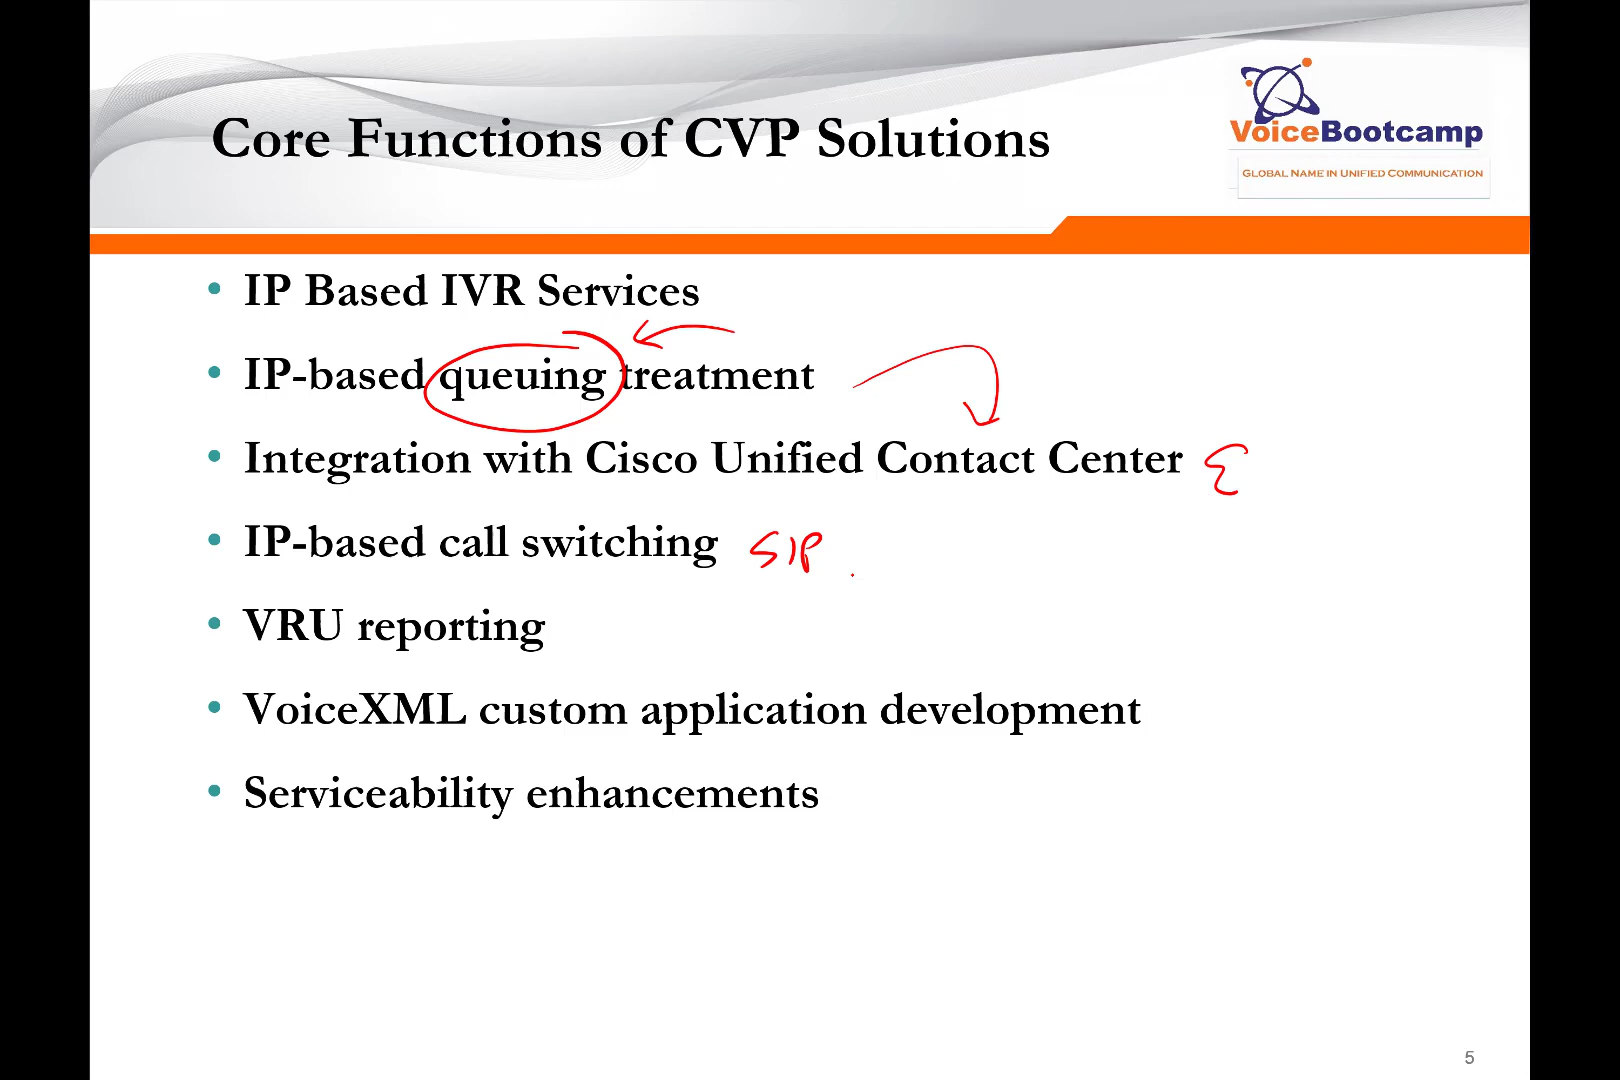 Core Functions of CVP Solutions
VoiceBootcamp
GLOBAL NAME IN UNIFIED COMMUNICATION
• IP Based IVR Services
• IP-based queuing treatment
• Integration with Cisco Unified Contact Center E
• IP-based call switching SIP
• VRU reporting
• VoiceXML custom application development
• Serviceability enhancements
5